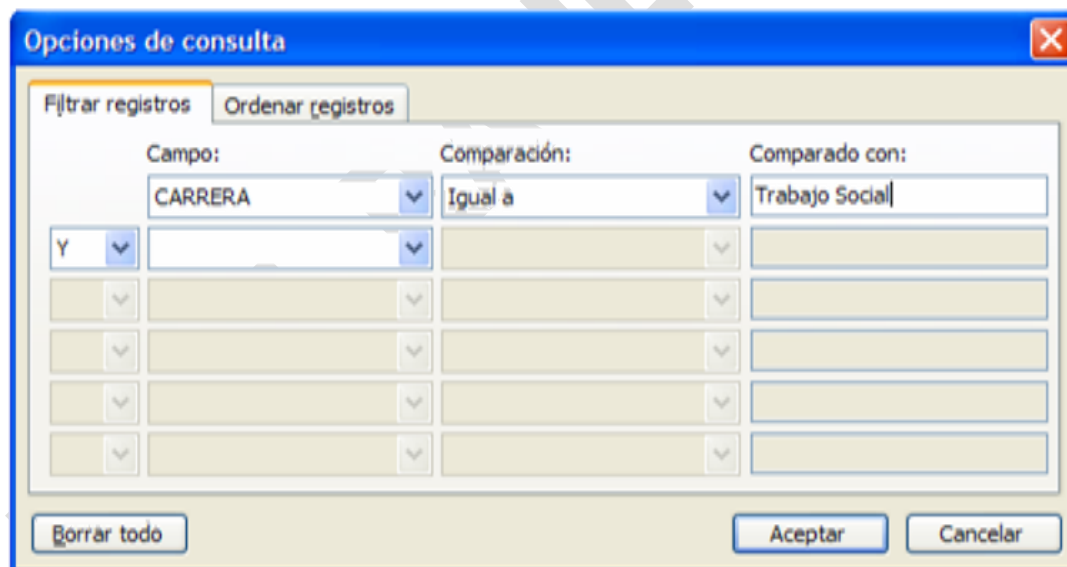 Opciones de consulta
Filtrar registros Ordenar registros
Campo: Comparación: Comparado con:
CARRERA Igual a Trabajo Social
Y
Borrar todo Aceptar Cancelar